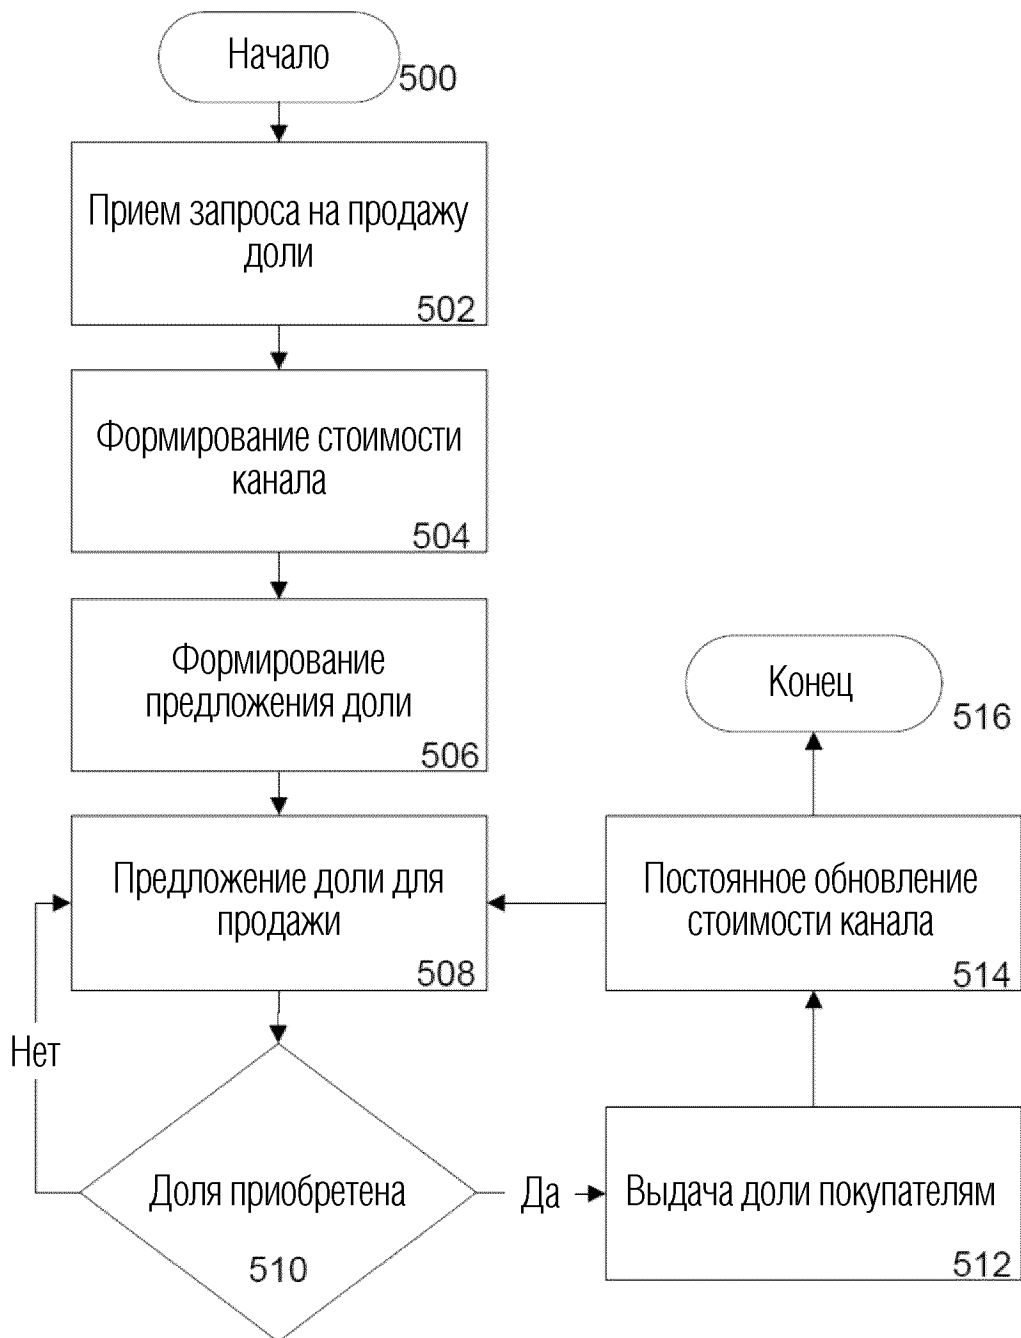 Начало
500
Прием запроса на продажу
доли
502
Формирование стоимости
канала
504
Формирование
предложения доли
506
Конец
516
Предложение доли для
продажи
508
Постоянное обновление
стоимости канала
514
Нет
Доля приобретена
510
Да
Выдача доли покупателям
512